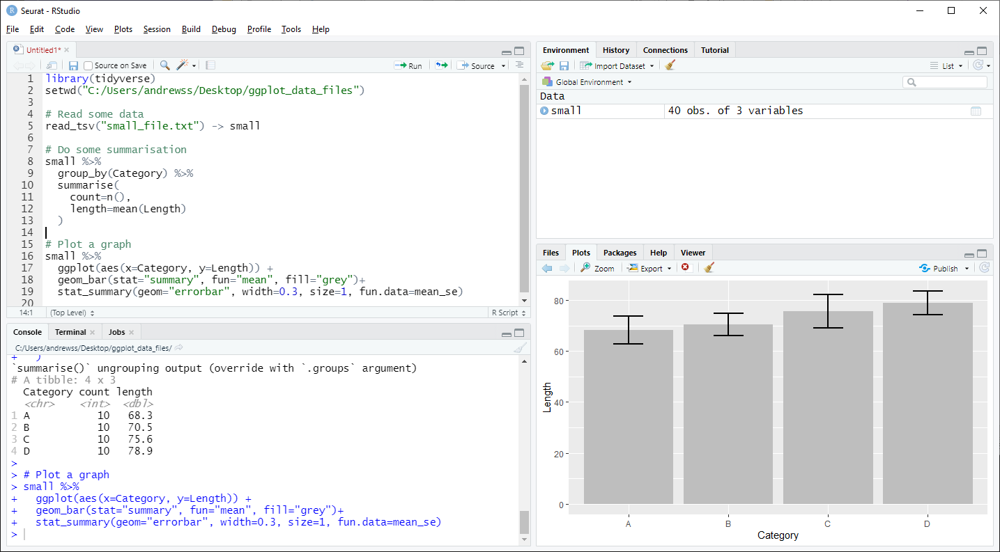 Seurat - RStudio
File Edit Code View Plots Session Build Debug Profile Tools Help
Untitled1*
Source on Save Run Source
1 library(tidyverse)
2 setwd("C:/Users/andrewss/Desktop/ggplot_data_files")
3
4 # Read some data
5 read_tsv("small_file.txt") -> small
6
7 # Do some summarisation
8 small %>%
9 group_by(Category) %>%
10 summarise(
11 count=n(),
12 length=mean(Length)
13 )
14
15 # Plot a graph
16 small %>%
17 ggplot(aes(x=Category, y=Length)) +
18 geom_bar(stat="summary", fun="mean", fill="grey")+
19 stat_summary(geom="errorbar", width=0.3, size=1, fun.data=mean_se)
20
14:1 (Top Level) R Script
Console Terminal Jobs
C:/Users/andrewss/Desktop/ggplot_data_files/
+ )
`summarise()` ungrouping output (override with `.groups` argument)
# A tibble: 4 x 3
Category count length
<chr> <int> <dbl>
1 A 10 68.3
2 B 10 70.5
3 C 10 75.6
4 D 10 78.9
>
> # Plot a graph
> small %>%
+ ggplot(aes(x=Category, y=Length)) +
+ geom_bar(stat="summary", fun="mean", fill="grey")+
+ stat_summary(geom="errorbar", width=0.3, size=1, fun.data=mean_se)
>
Environment History Connections Tutorial
Import Dataset List
Global Environment
Data
small 40 obs. of 3 variables
Files Plots Packages Help Viewer
Zoom Export Publish
80
60
40
20
0
Length
A B C D
Category